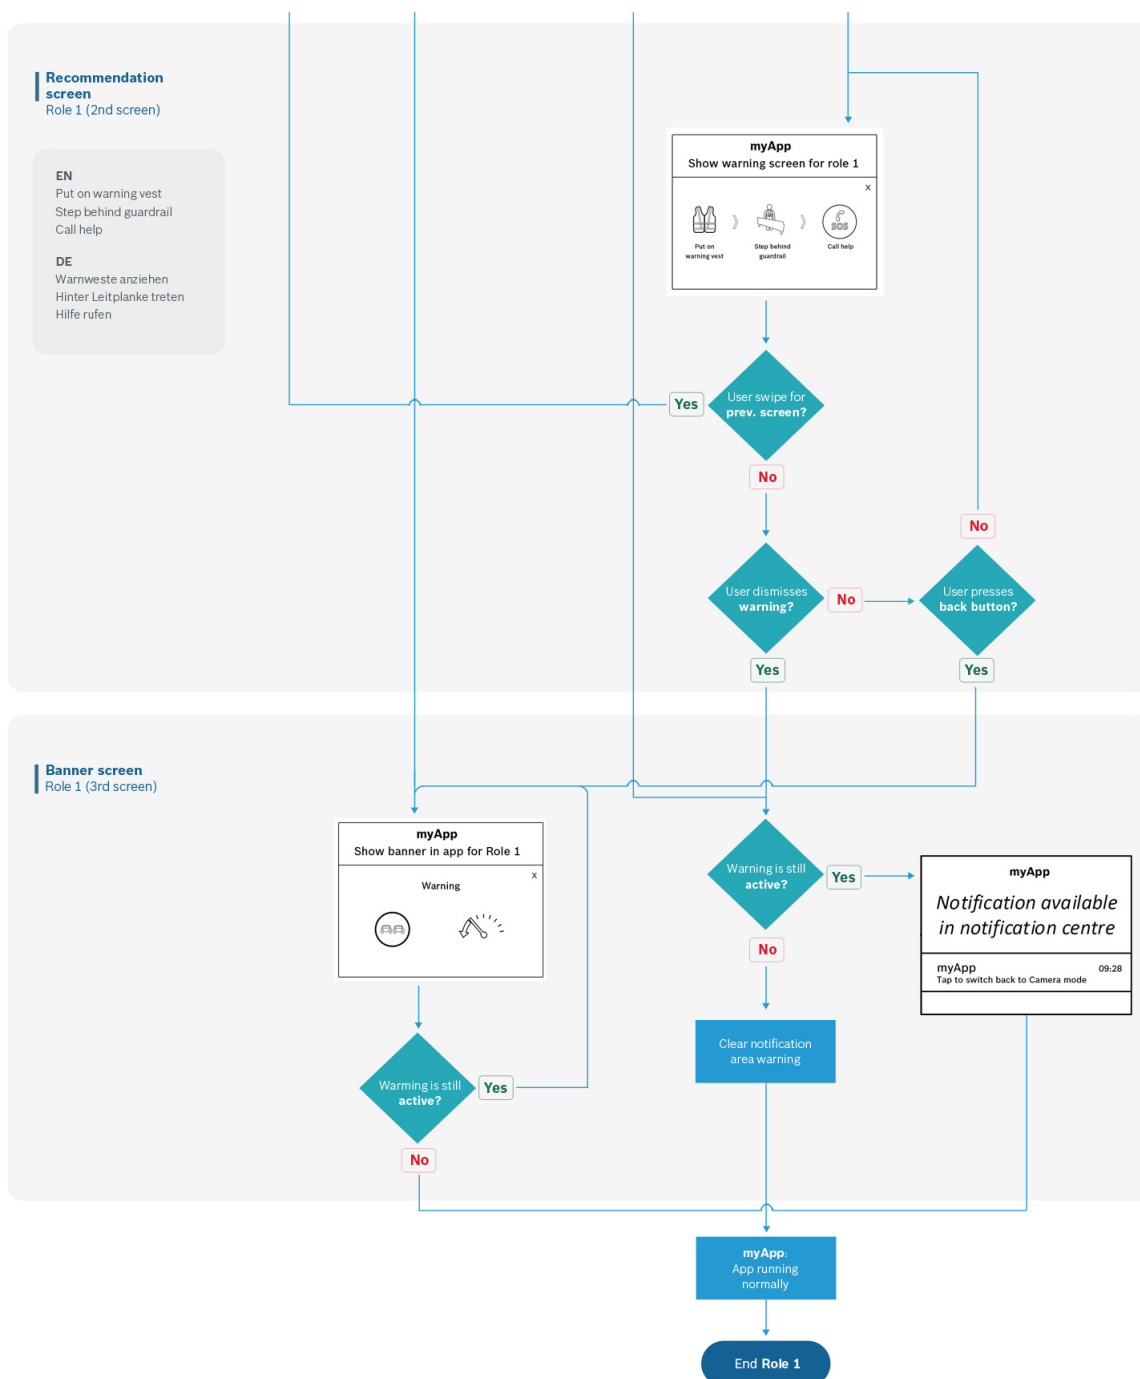 Recommendation
screen
Role 1 (2nd screen)
EN
Put on warning vest
Step behind guardrail
Call help
DE
Warnweste anziehen
Hinter Leitplanke treten
Hilfe rufen
myApp
Show warning screen for role 1
x
Put on
warning vest
Step behind
guardrail
SOS
Call help
User swipe for
prev. screen?
Yes
No
User dismisses
warning?
No
Yes
User presses
back button?
No
Yes
Banner screen
Role 1 (3rd screen)
myApp
Show banner in app for Role 1
x
Warning
Warming is still
active?
Yes
No
Warning is still
active?
Yes
No
myApp
Notification available
in notification centre
myApp 09:28
Tap to switch back to Camera mode
Clear notification
area warning
myApp:
App running
normally
End Role 1